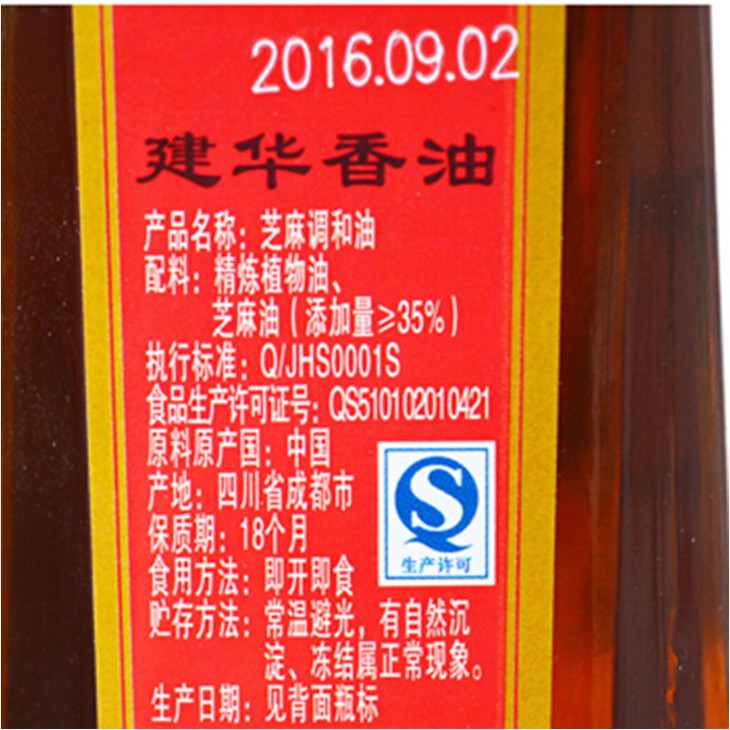 2016.09.02
建华香油
产品名称：芝麻调和油
配料：精炼植物油、
芝麻油（添加量≥35%）
执行标准：Q/JHS0001S
食品生产许可证号：QS510102010421
原料原产国：中国
产地：四川省成都市
保质期：18个月
食用方法：即开即食
贮存方法：常温避光，有自然沉
淀、冻结属正常现象。
生产日期：见背面瓶标
S
生产许可